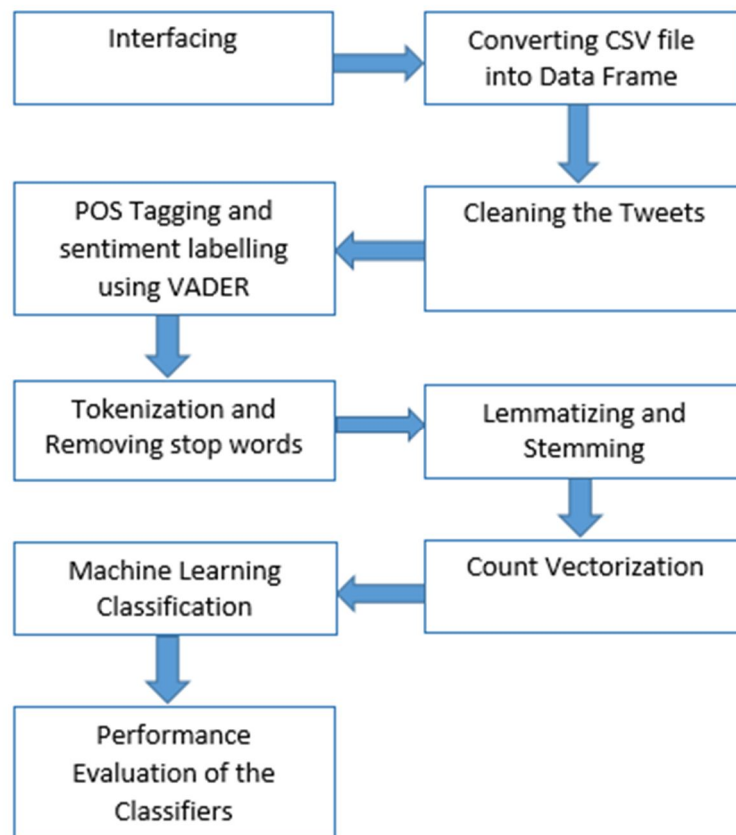 Interfacing
Converting CSV file
into Data Frame
Cleaning the Tweets
POS Tagging and
sentiment labelling
using VADER
Tokenization and
Removing stop words
Lemmatizing and
Stemming
Count Vectorization
Machine Learning
Classification
Performance
Evaluation of the
Classifiers